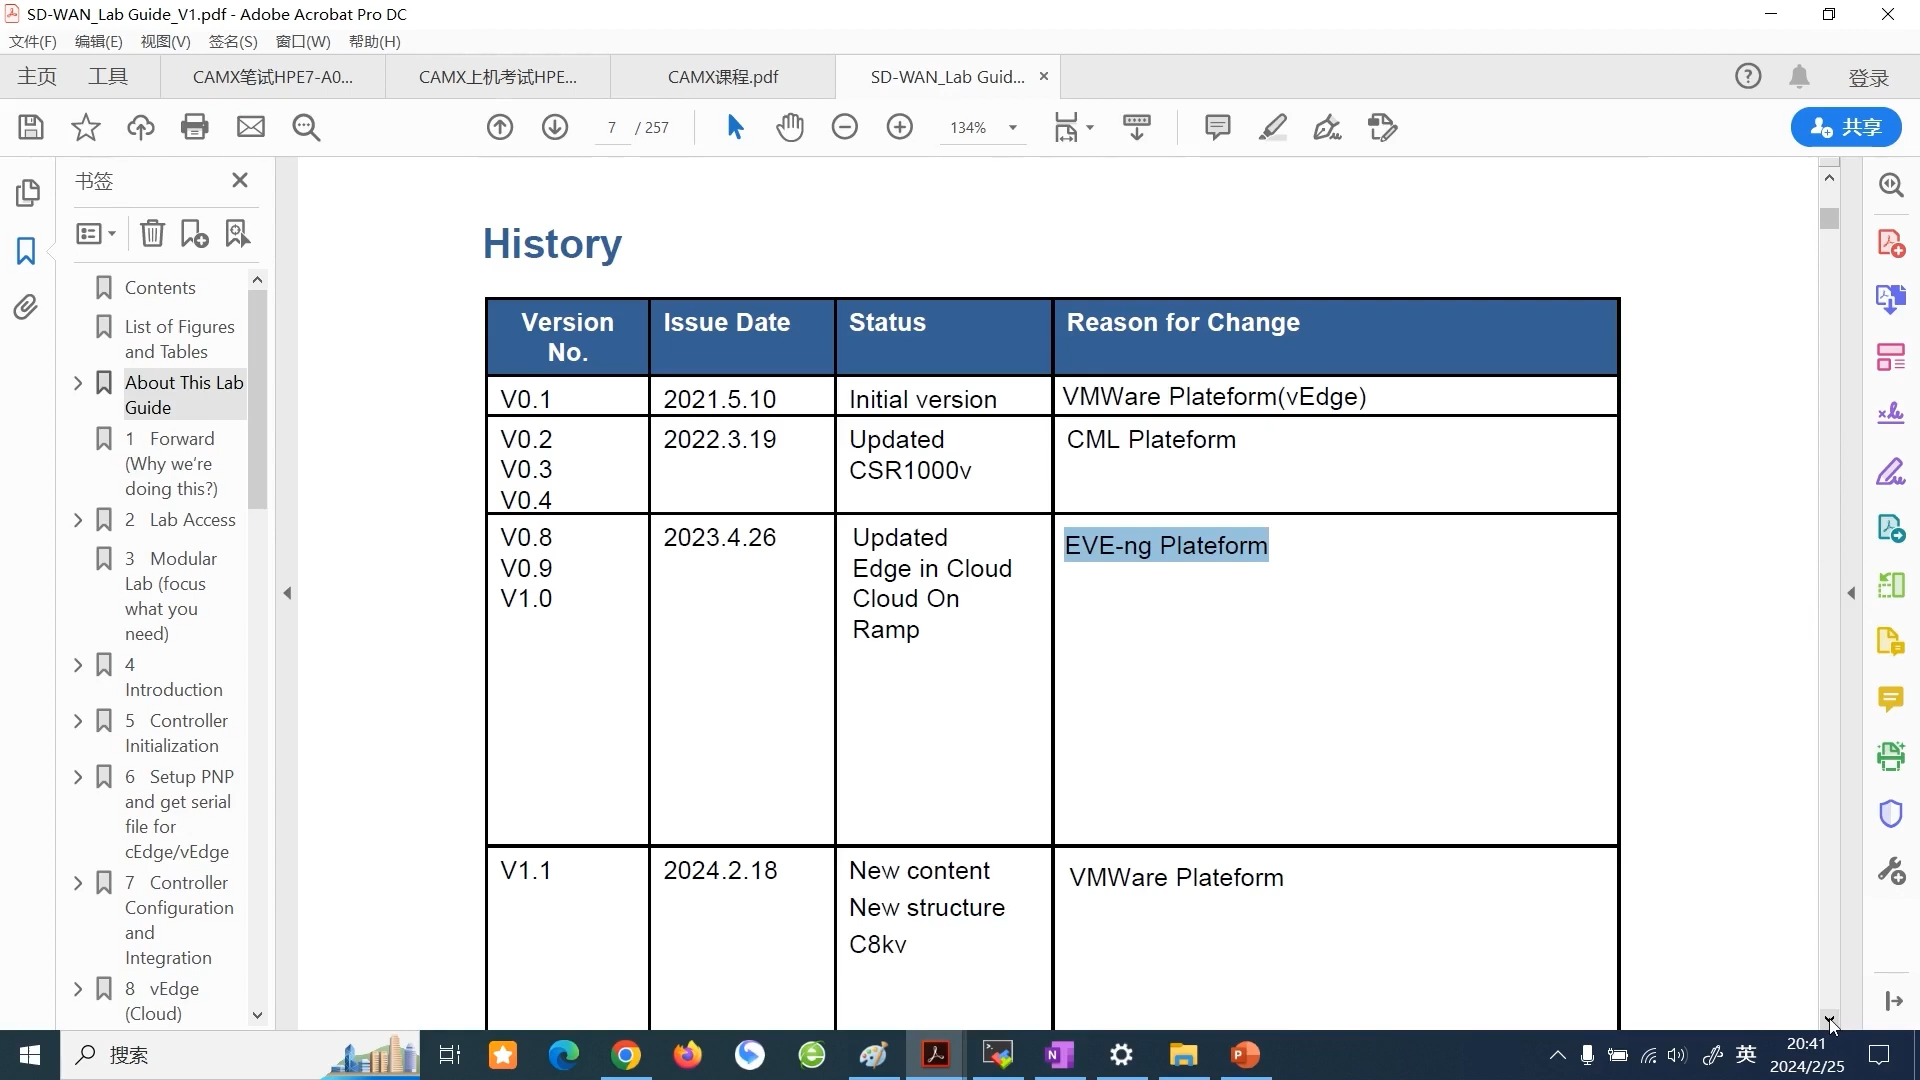 SD-WAN_Lab Guide_V1.pdf - Adobe Acrobat Pro DC
文件(F) 编辑(E) 视图(V) 签名(S) 窗口(W) 帮助(H)
主页 工具 CAMX笔试HPE7-A0... CAMX上机考试HPE... CAMX课程.pdf SD-WAN_Lab Guid... × 登录
7 / 257 134% 共享
书签
Contents
List of Figures
and Tables
About This Lab
Guide
1 Forward
(Why we're
doing this?)
2 Lab Access
3 Modular
Lab (focus
what you
need)
4
Introduction
5 Controller
Initialization
6 Setup PNP
and get serial
file for
cEdge/vEdge
7 Controller
Configuration
and
Integration
8 vEdge
(Cloud)
History
Version
No.
Issue Date
Status
Reason for Change
V0.1
2021.5.10
Initial version
VMWare Plateform(vEdge)
V0.2
V0.3
V0.4
2022.3.19
Updated
CSR1000v
CML Plateform
V0.8
V0.9
V1.0
2023.4.26
Updated
Edge in Cloud
Cloud On
Ramp
EVE-ng Plateform
V1.1
2024.2.18
New content
New structure
C8kv
VMWare Plateform
搜索
英
20:41
2024/2/25